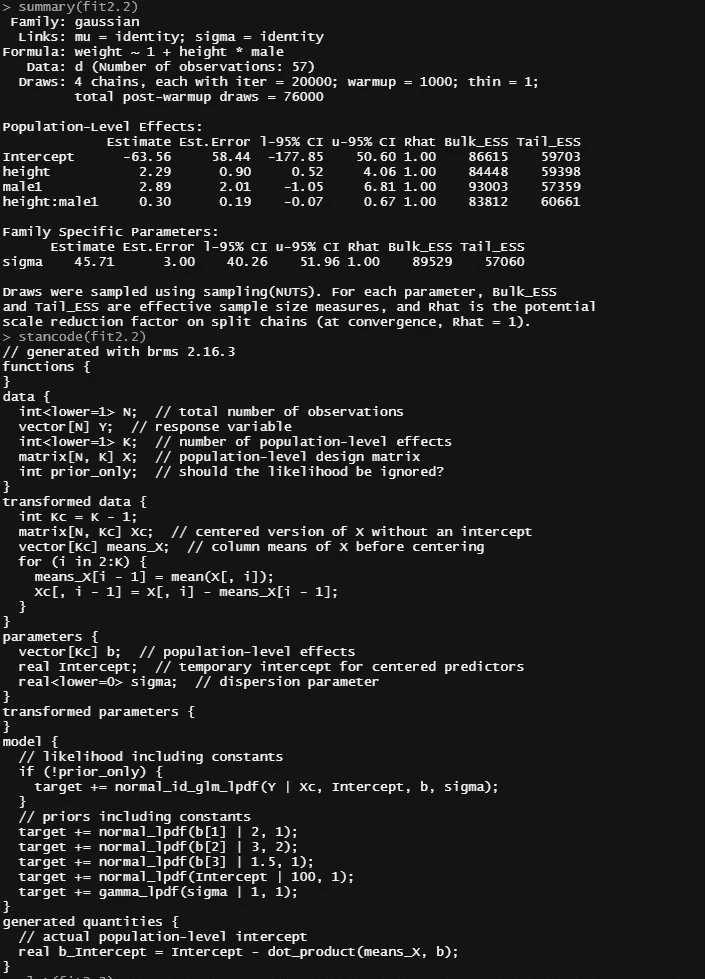 > summary(fit2.2)
 Family: gaussian
  Links: mu = identity; sigma = identity
Formula: weight ~ 1 + height * male
   Data: d (Number of observations: 57)
  Draws: 4 chains, each with iter = 20000; warmup = 1000; thin = 1;
         total post-warmup draws = 76000

Population-Level Effects:
             Estimate Est.Error l-95% CI u-95% CI Rhat Bulk_ESS Tail_ESS
Intercept      -63.56     58.44  -177.85    50.60 1.00    86615    59703
height           2.29      0.90     0.52     4.06 1.00    84448    59398
male1            2.89      2.01    -1.05     6.81 1.00    93003    57359
height:male1     0.30      0.19    -0.07     0.67 1.00    83812    60661

Family Specific Parameters:
      Estimate Est.Error l-95% CI u-95% CI Rhat Bulk_ESS Tail_ESS
sigma    45.71      3.00    40.26    51.96 1.00    89529    57060

Draws were sampled using sampling(NUTS). For each parameter, Bulk_ESS
and Tail_ESS are effective sample size measures, and Rhat is the potential
scale reduction factor on split chains (at convergence, Rhat = 1).
> stancode(fit2.2)
// generated with brms 2.16.3
functions {
}
data {
  int<lower=1> N;  // total number of observations
  vector[N] Y;  // response variable
  int<lower=1> K;  // number of population-level effects
  matrix[N, K] X;  // population-level design matrix
  int prior_only;  // should the likelihood be ignored?
}
transformed data {
  int Kc = K - 1;
  matrix[N, Kc] Xc;  // centered version of X without an intercept
  vector[Kc] means_X;  // column means of X before centering
  for (i in 2:K) {
    means_X[i - 1] = mean(X[, i]);
    Xc[, i - 1] = X[, i] - means_X[i - 1];
  }
}
parameters {
  vector[Kc] b;  // population-level effects
  real Intercept;  // temporary intercept for centered predictors
  real<lower=0> sigma;  // dispersion parameter
}
transformed parameters {
}
model {
  // likelihood including constants
  if (!prior_only) {
    target += normal_id_glm_lpdf(Y | Xc, Intercept, b, sigma);
  }
  // priors including constants
  target += normal_lpdf(b[1] | 2, 1);
  target += normal_lpdf(b[2] | 3, 2);
  target += normal_lpdf(b[3] | 1.5, 1);
  target += normal_lpdf(Intercept | 100, 1);
  target += gamma_lpdf(sigma | 1, 1);
}
generated quantities {
  // actual population-level intercept
  real b_Intercept = Intercept - dot_product(means_X, b);
}